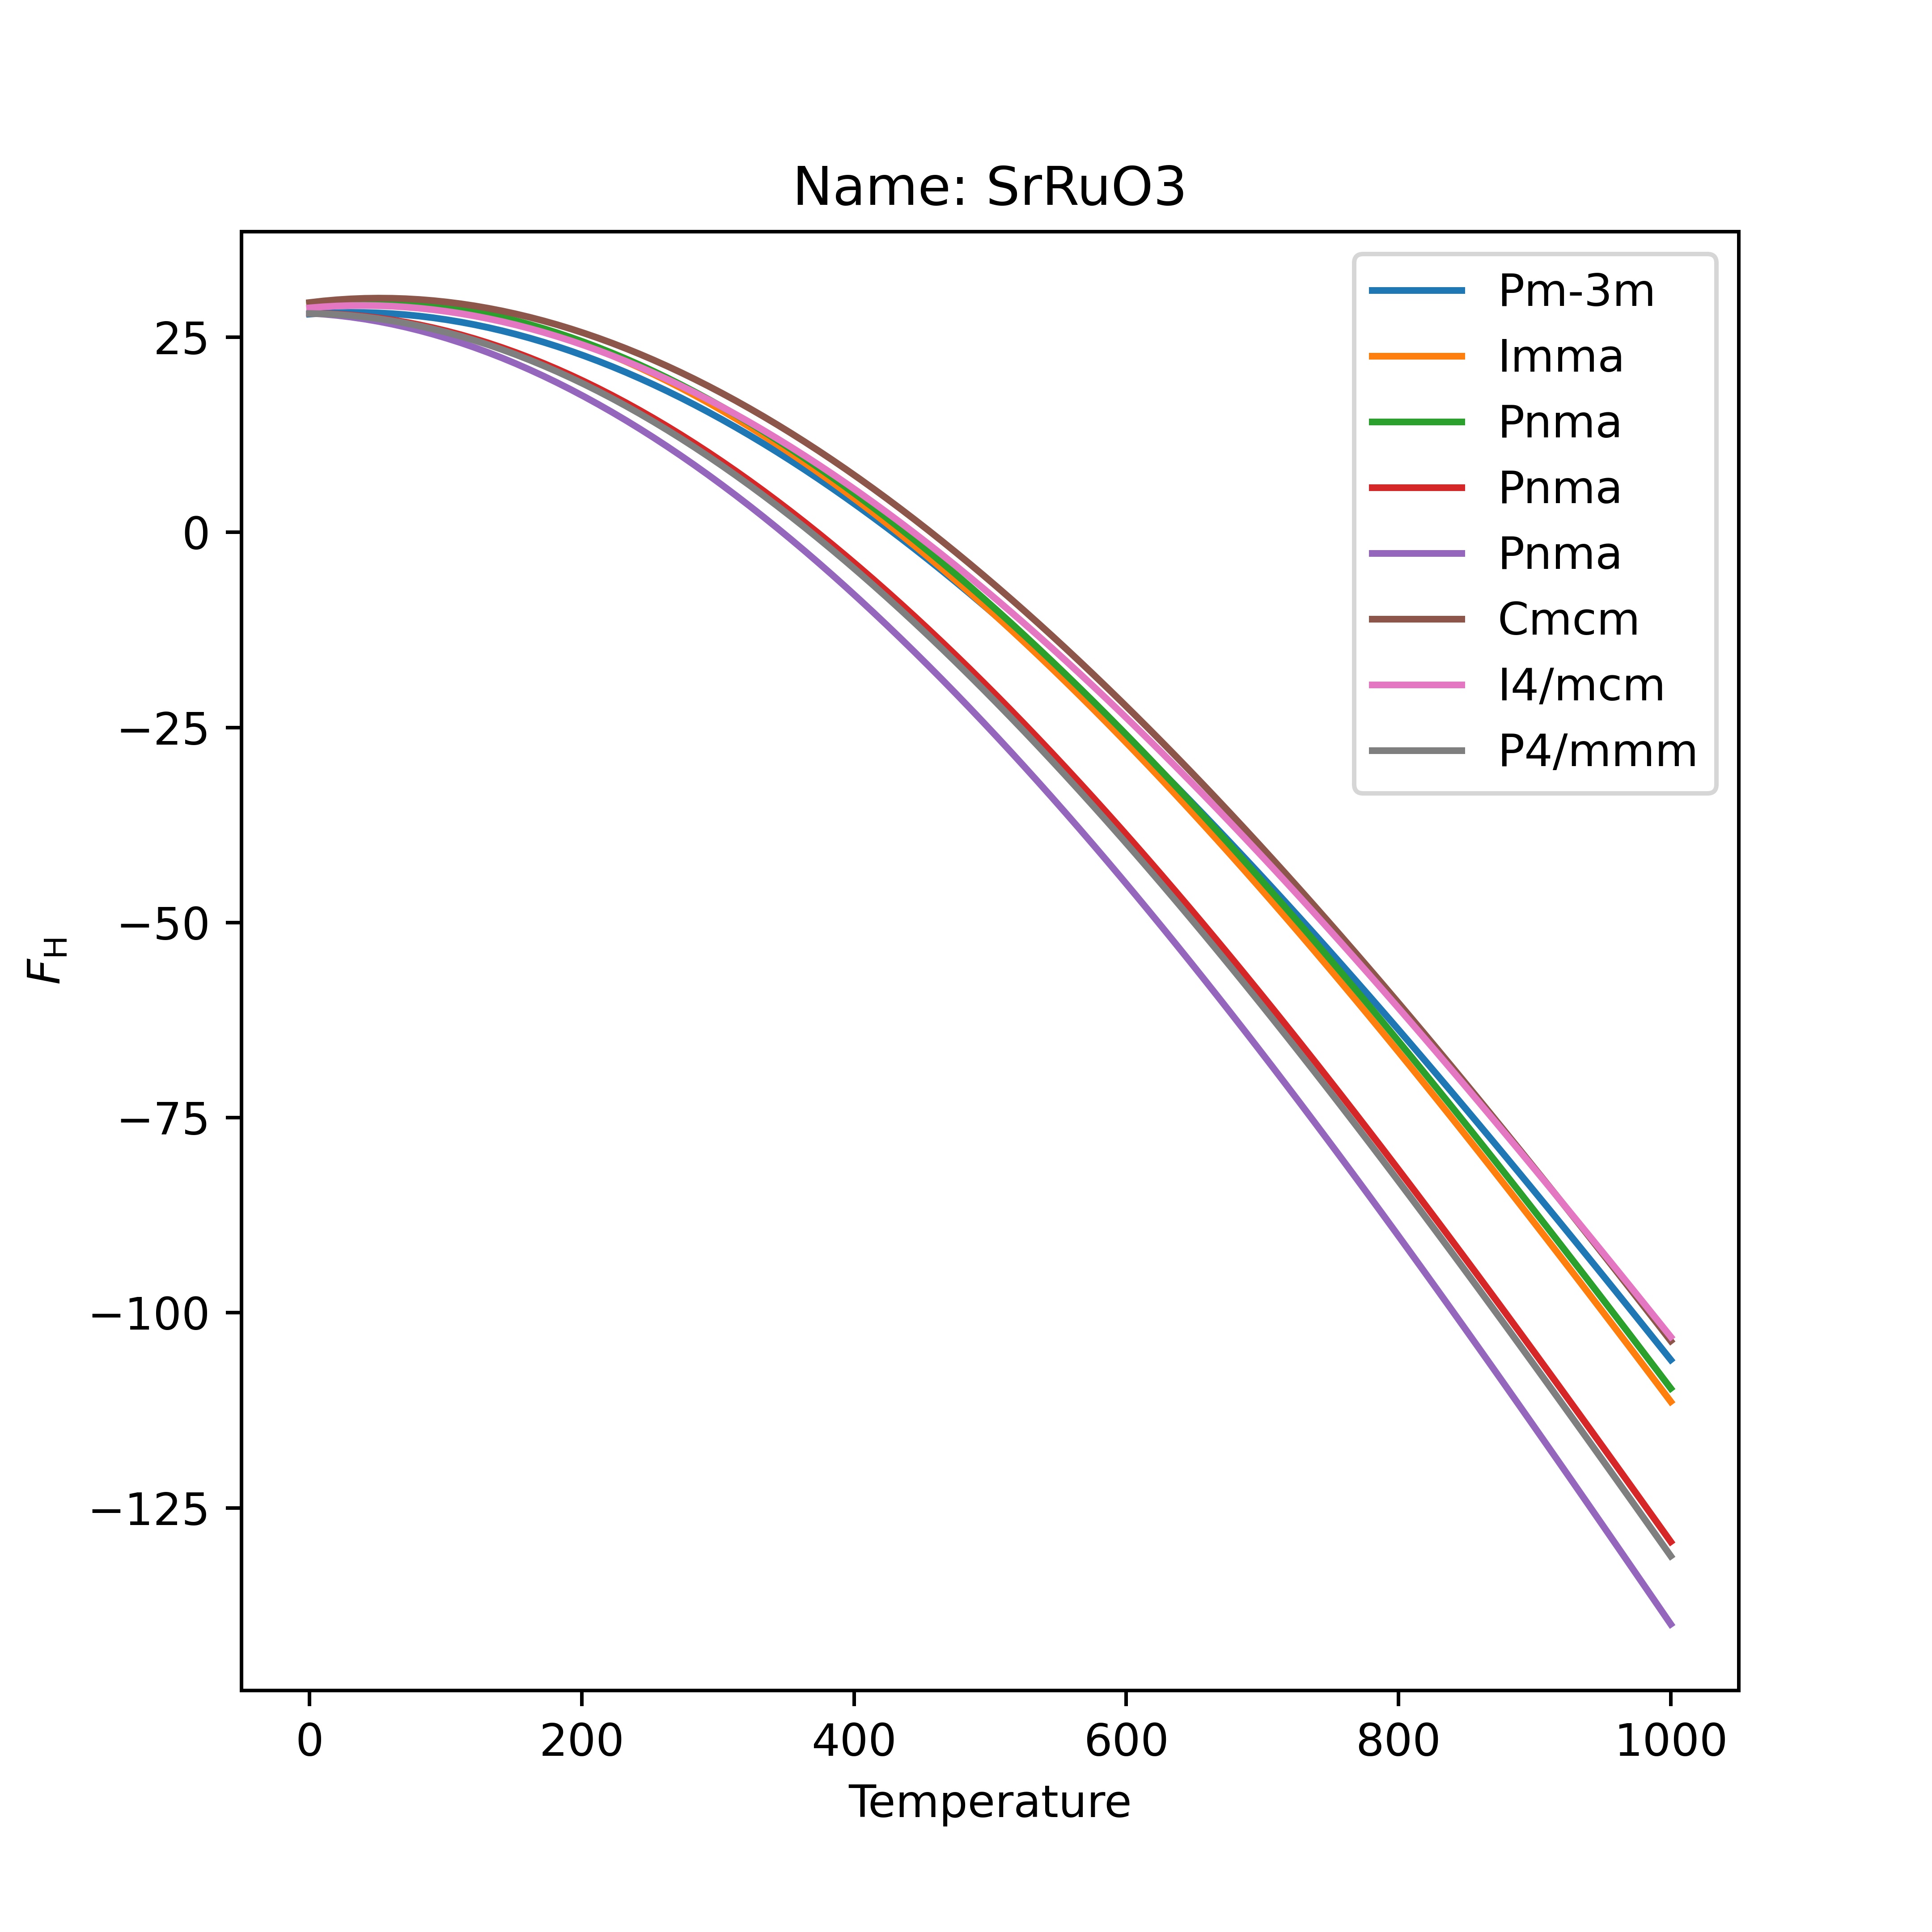 Name: SrRuO3
Pm-3m
Imma
Pnma
Pnma
Pnma
Cmcm
I4/mcm
P4/mmm
25
0
−25
−50
−75
−100
−125
F_H
0 200 400 600 800 1000
Temperature